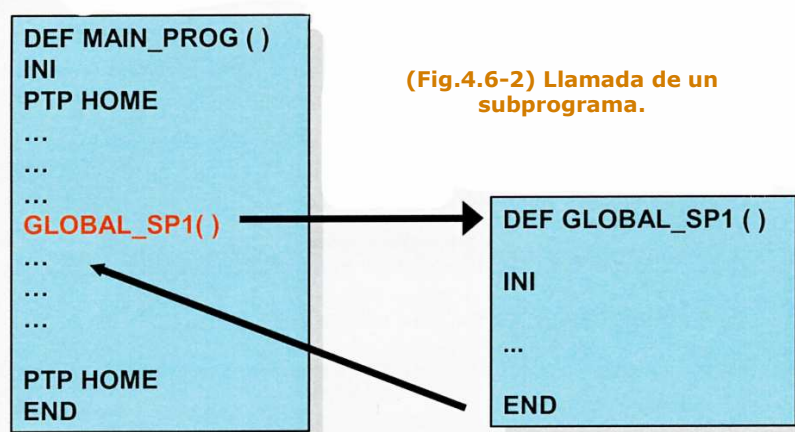 DEF MAIN_PROG ( )
INI
PTP HOME
...
...
...
GLOBAL_SP1( )
...
...
...
PTP HOME
END
(Fig.4.6-2) Llamada de un
subprograma.
DEF GLOBAL_SP1 ( )
INI
...
END